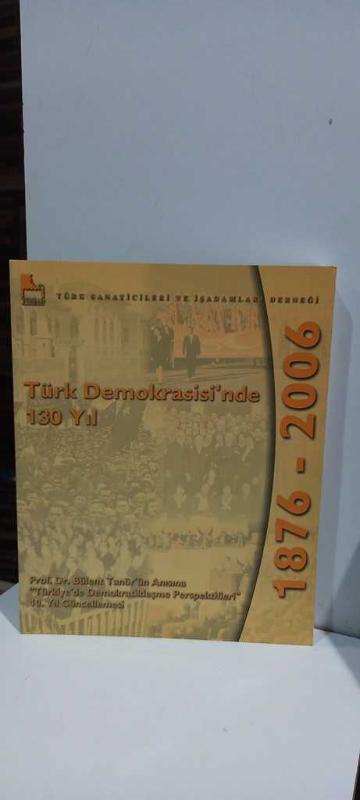 TÜRK SANAYİCİLERİ VE İŞADAMLARI DERNEĞİ
Türk Demokrasisi'nde
130 Yıl
1876 - 2006
Prof. Dr. Bülent Tanör'ün Anısına
"Türkiye'de Demokratikleşme Perspektifleri"
10. Yıl Güncellemesi